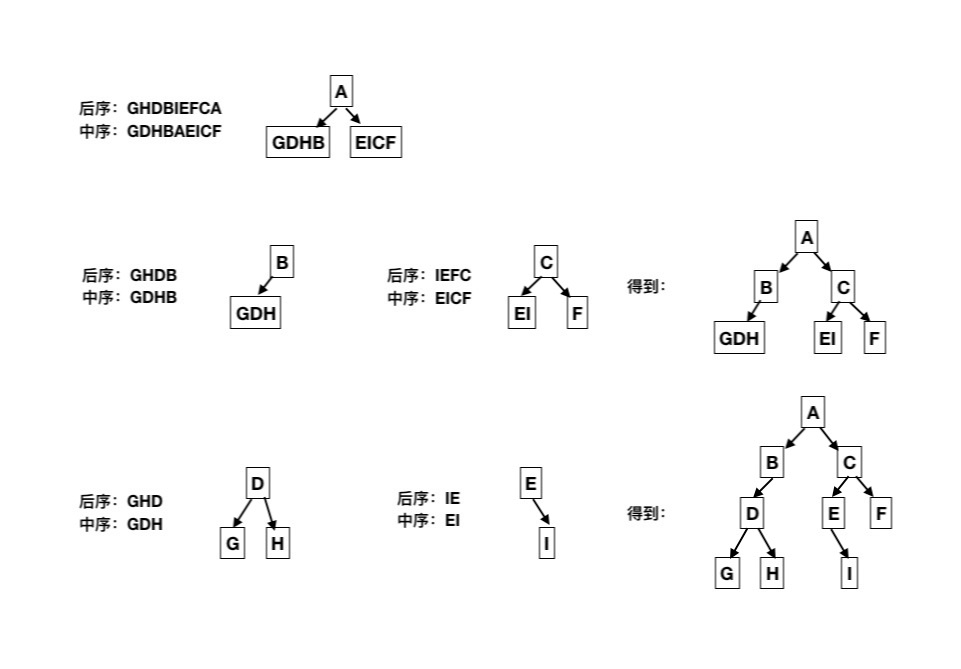 后序：GHDBIEFCA
中序：GDHBAEICF
A
GDHB
EICF
后序：GHDB
中序：GDHB
B
GDH
后序：IEFC
中序：EICF
C
EI
F
得到：
A
B
C
GDH
EI
F
后序：GHD
中序：GDH
D
G
H
后序：IE
中序：EI
E
I
得到：
A
B
C
D
E
F
G
H
I